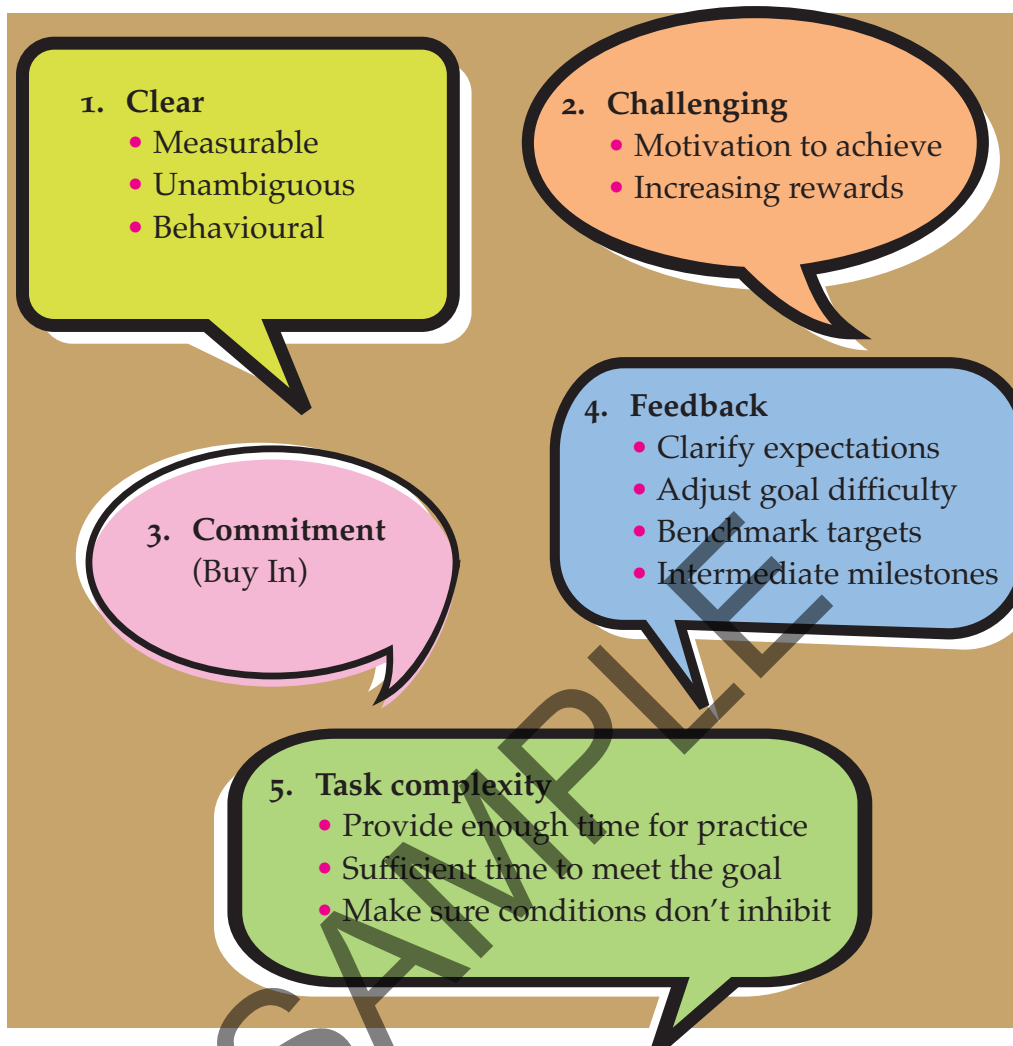 1. Clear
• Measurable
• Unambiguous
• Behavioural
2. Challenging
• Motivation to achieve
• Increasing rewards
3. Commitment
(Buy In)
4. Feedback
• Clarify expectations
• Adjust goal difficulty
• Benchmark targets
• Intermediate milestones
5. Task complexity
• Provide enough time for practice
• Sufficient time to meet the goal
• Make sure conditions don't inhibit
SAMPLE